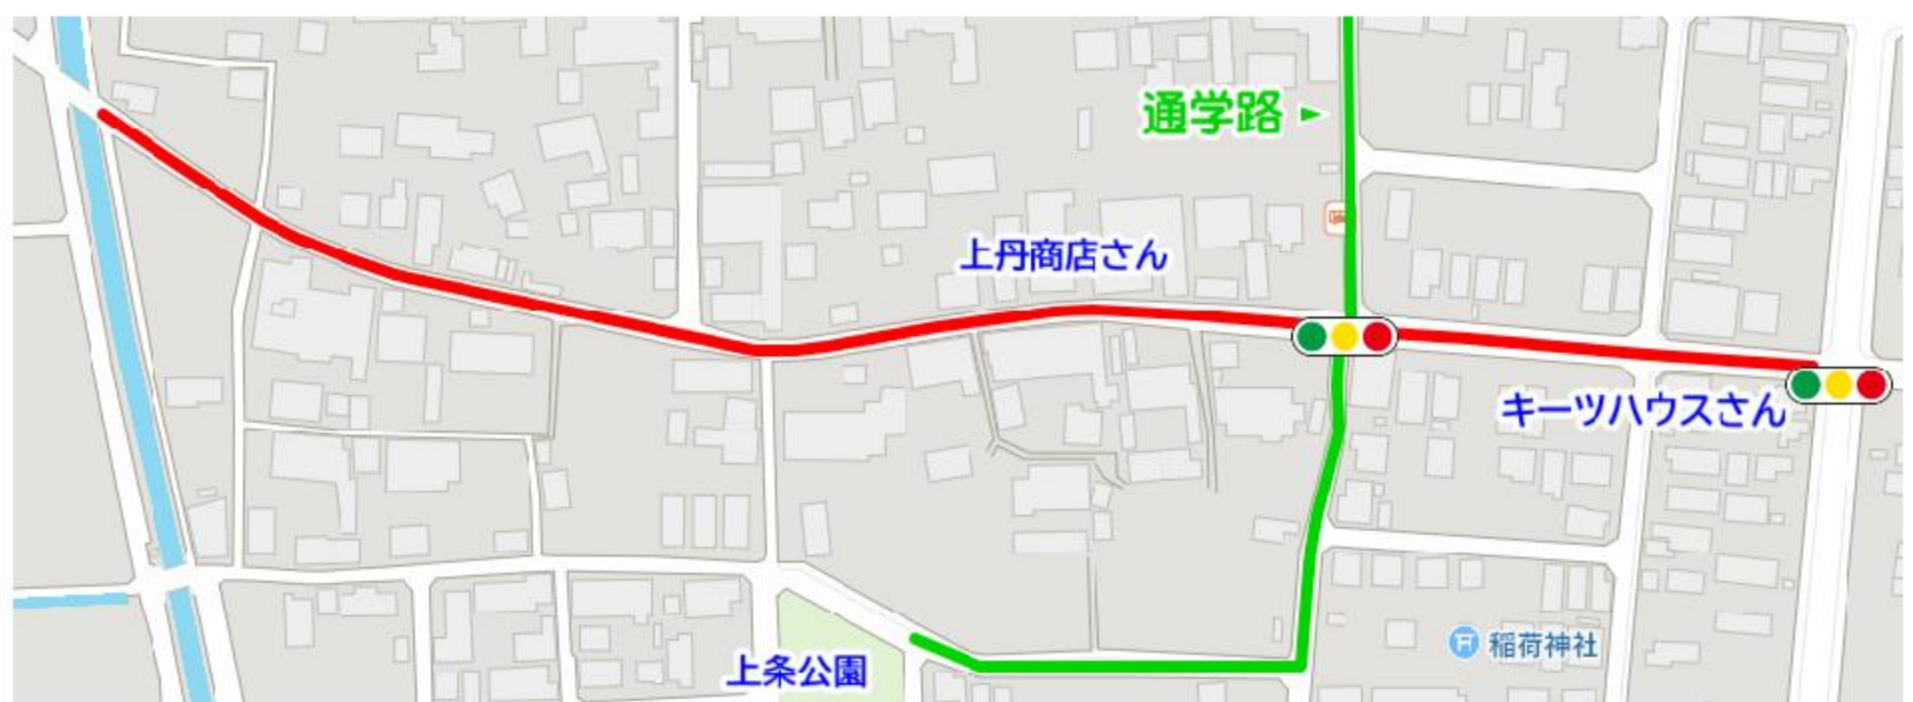 通学路
上丹商店さん
キーツハウスさん
稲荷神社
上条公園